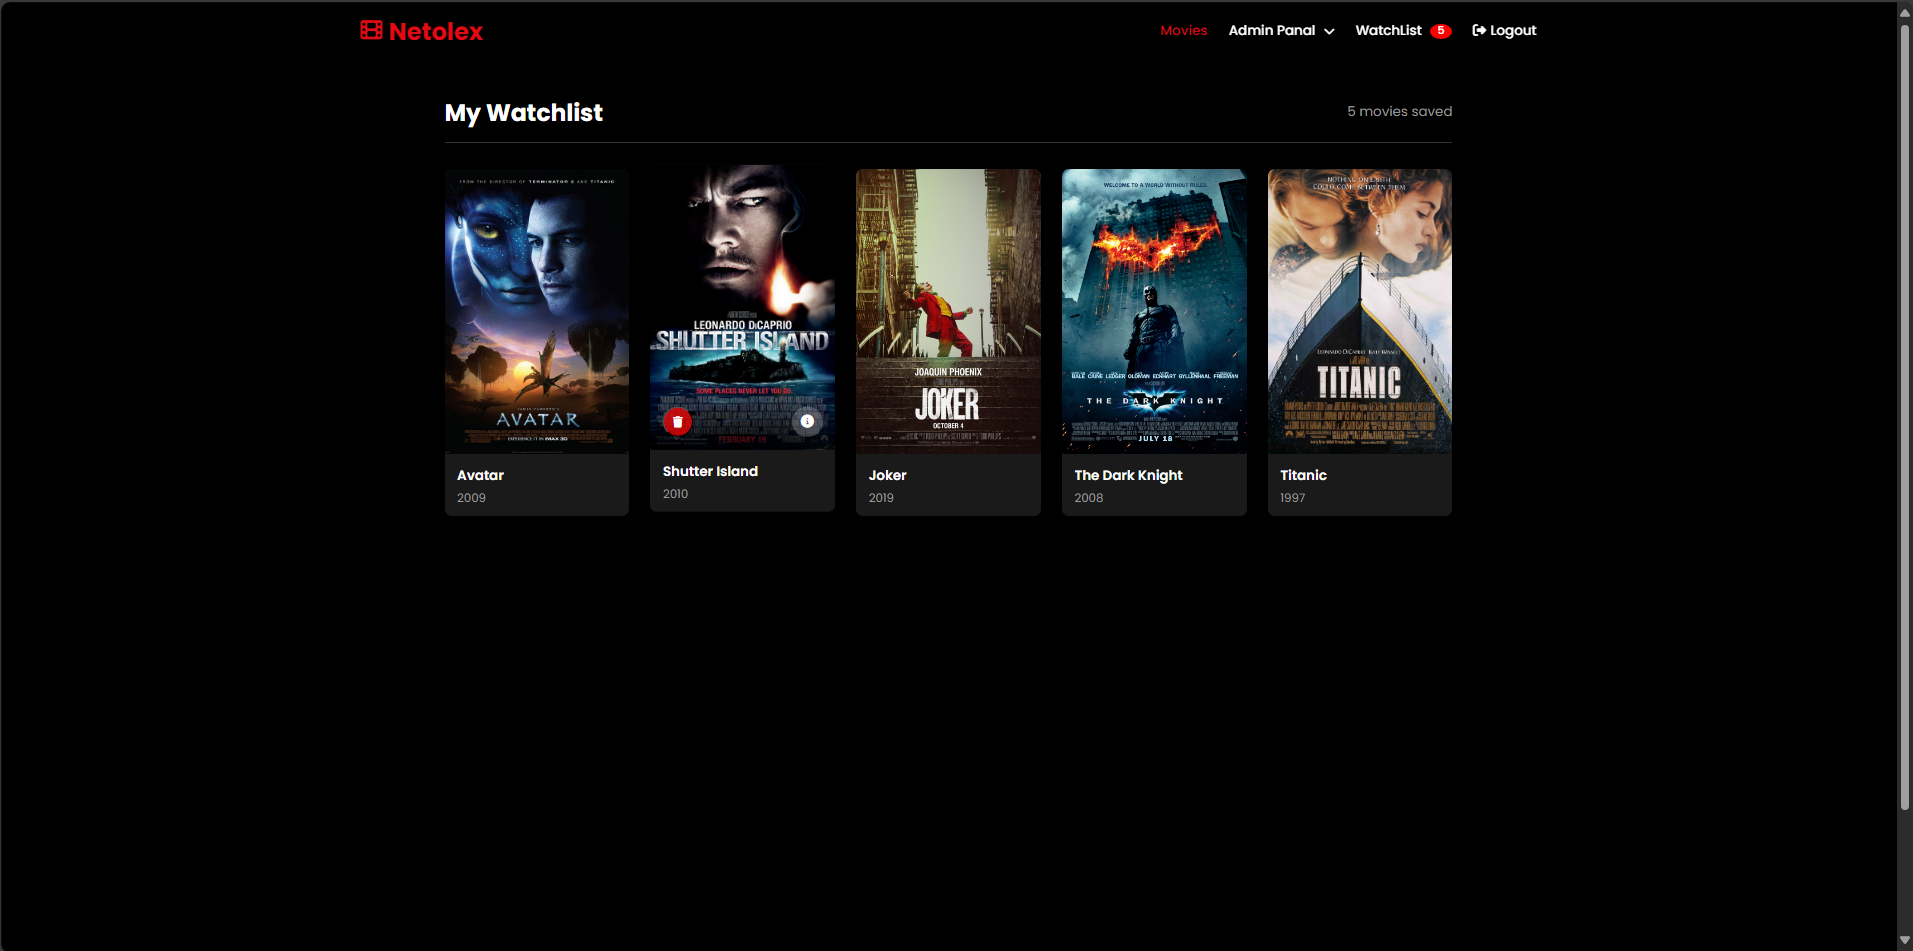 Netolex
Movies
Admin Panal
WatchList 5
Logout
My Watchlist
5 movies saved
FROM THE DIRECTOR OF TERMINATOR 2 AND TITANIC
JAMES CAMERON'S
AVATAR
EXPERIENCE IT IN IMAX 3D
Avatar
2009
LEONARDO DiCAPRIO
SHUTTER ISLAND
SOME PLACES NEVER LET YOU GO.
FEBRUARY 19
Shutter Island
2010
JOAQUIN PHOENIX
JOKER
OCTOBER 4
Joker
2019
WELCOME TO A WORLD WITHOUT RULES.
BALE CAINE LEDGER OLDMAN ECKHART GYLLENHAAL FREEMAN
THE DARK KNIGHT
JULY 18
The Dark Knight
2008
NOTHING ON EARTH
COULD COME BETWEEN THEM.
LEONARDO DICAPRIO KATE WINSLET
TITANIC
Titanic
1997